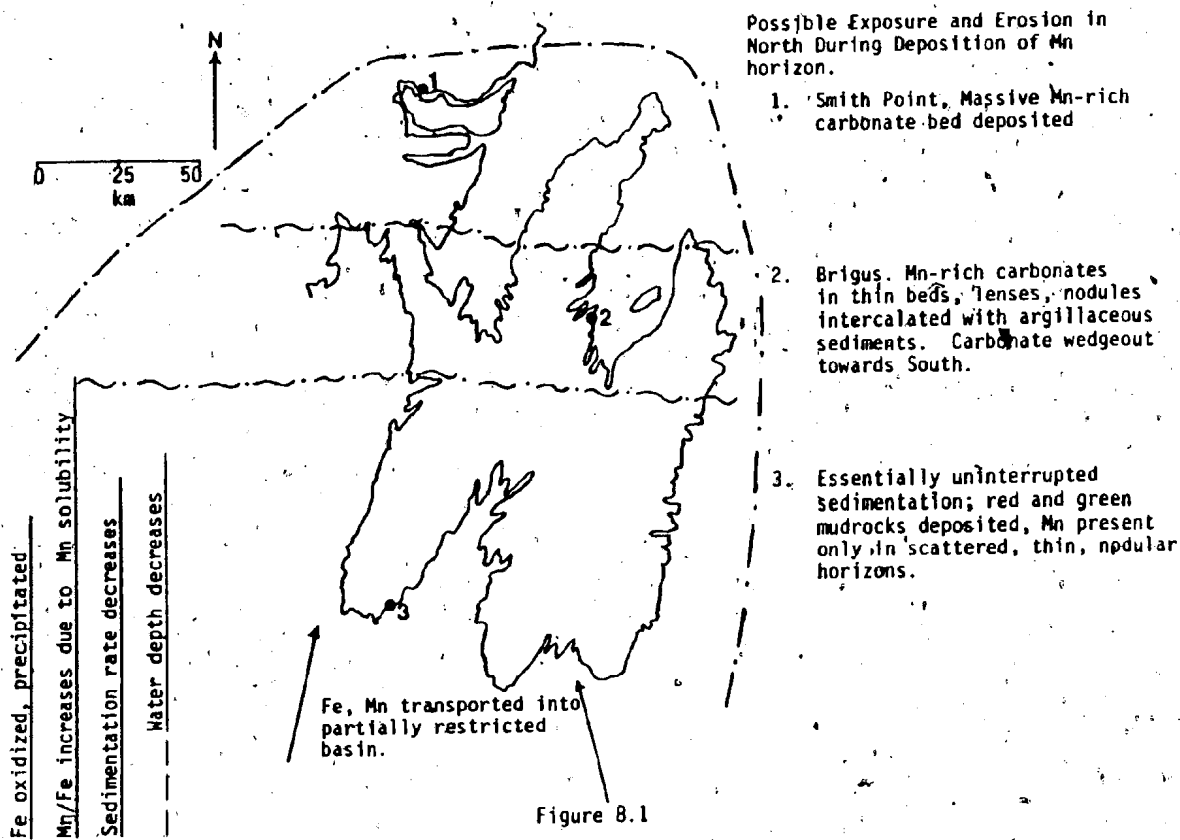 Possible Exposure and Erosion in
North During Deposition of Mn
horizon.
N
1
1. Smith Point, Massive Mn-rich
carbonate bed deposited
0 25 50
km
2
2. Brigus. Mn-rich carbonates
in thin beds, lenses, nodules
intercalated with argillaceous
sediments. Carbonate wedgeout
towards South.
3
3. Essentially uninterrupted
sedimentation; red and green
mudrocks deposited, Mn present
only in scattered, thin, nodular
horizons.
Fe oxidized, precipitated
Mn/Fe increases due to Mn solubility
Sedimentation rate decreases
Water depth decreases
Fe, Mn transported into
partially restricted
basin.
Figure 8.1